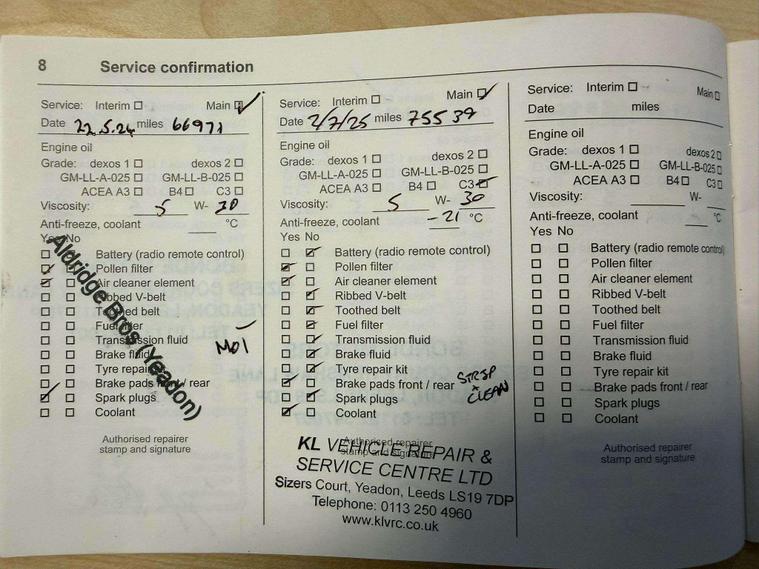 8 Service confirmation
Service: Interim Main
Date 22.5.24 miles 66971
Engine oil
Grade: dexos 1 dexos 2
GM-LL-A-025 GM-LL-B-025
ACEA A3 B4 C3
Viscosity: 5 W- 30
Anti-freeze, coolant °C
Yes No
Battery (radio remote control)
Pollen filter
Air cleaner element
Ribbed V-belt
Toothed belt
Fuel filter
Transmission fluid
Brake fluid
MOT
Tyre repair
Brake pads front / rear
Spark plugs
Coolant
Aldridge Bros (Yeadon)
Authorised repairer
stamp and signature
Service: Interim Main
Date 2/7/25 miles 75539
Engine oil
Grade: dexos 1 dexos 2
GM-LL-A-025 GM-LL-B-025
ACEA A3 B4 C3
Viscosity: 5 W- 30
Anti-freeze, coolant -21 °C
Yes No
Battery (radio remote control)
Pollen filter
Air cleaner element
Ribbed V-belt
Toothed belt
Fuel filter
Transmission fluid
Brake fluid
Tyre repair kit
Brake pads front / rear STRIP + CLEAN
Spark plugs
Coolant
Authorised repairer
stamp and signature
KL VEHICLE REPAIR &
SERVICE CENTRE LTD
Sizers Court, Yeadon, Leeds LS19 7DP
Telephone: 0113 250 4960
www.klvrc.co.uk
Service: Interim Main
Date miles
Engine oil
Grade: dexos 1 dexos 2
GM-LL-A-025 GM-LL-B-025
ACEA A3 B4 C3
Viscosity: W-
Anti-freeze, coolant °C
Yes No
Battery (radio remote control)
Pollen filter
Air cleaner element
Ribbed V-belt
Toothed belt
Fuel filter
Transmission fluid
Brake fluid
Tyre repair kit
Brake pads front / rear
Spark plugs
Coolant
Authorised repairer
stamp and signature